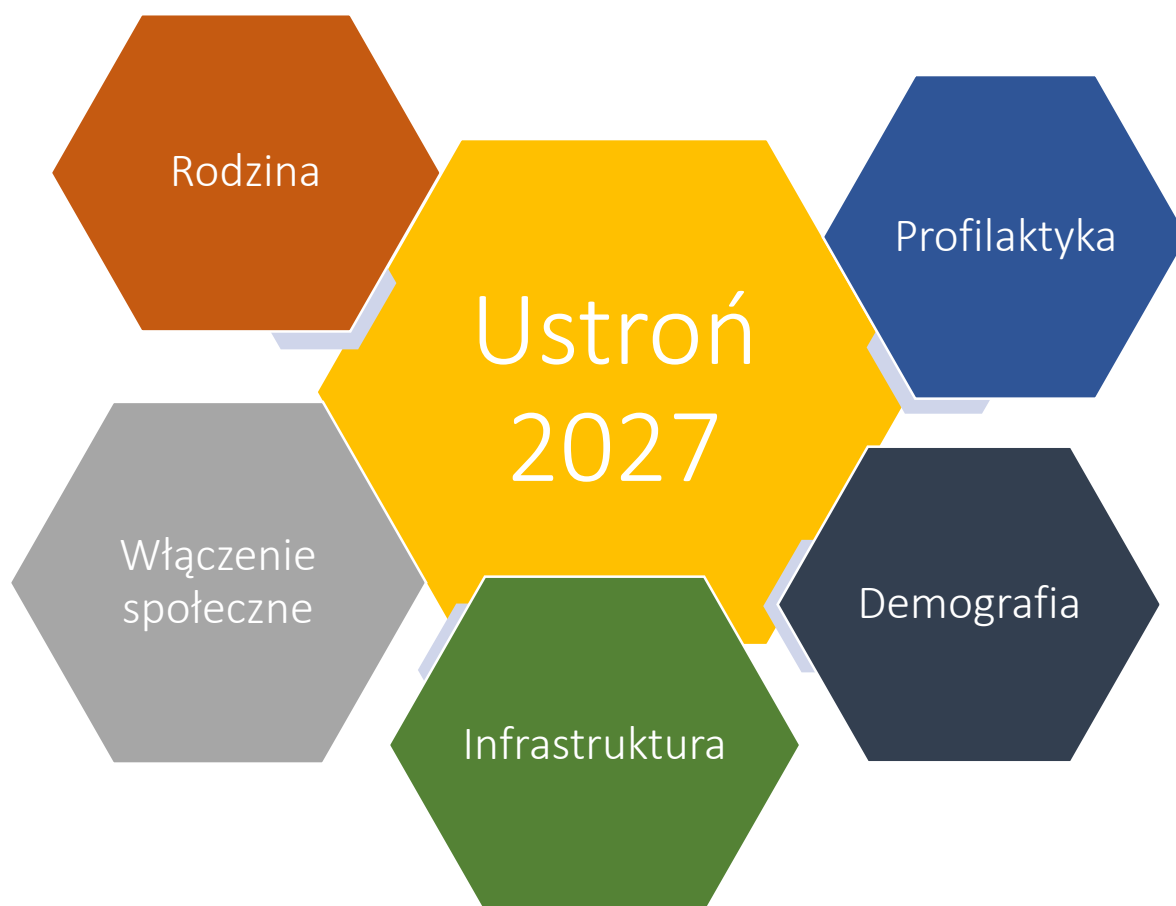 Rodzina
Profilaktyka
Ustroń
2027
Włączenie
społeczne
Demografia
Infrastruktura